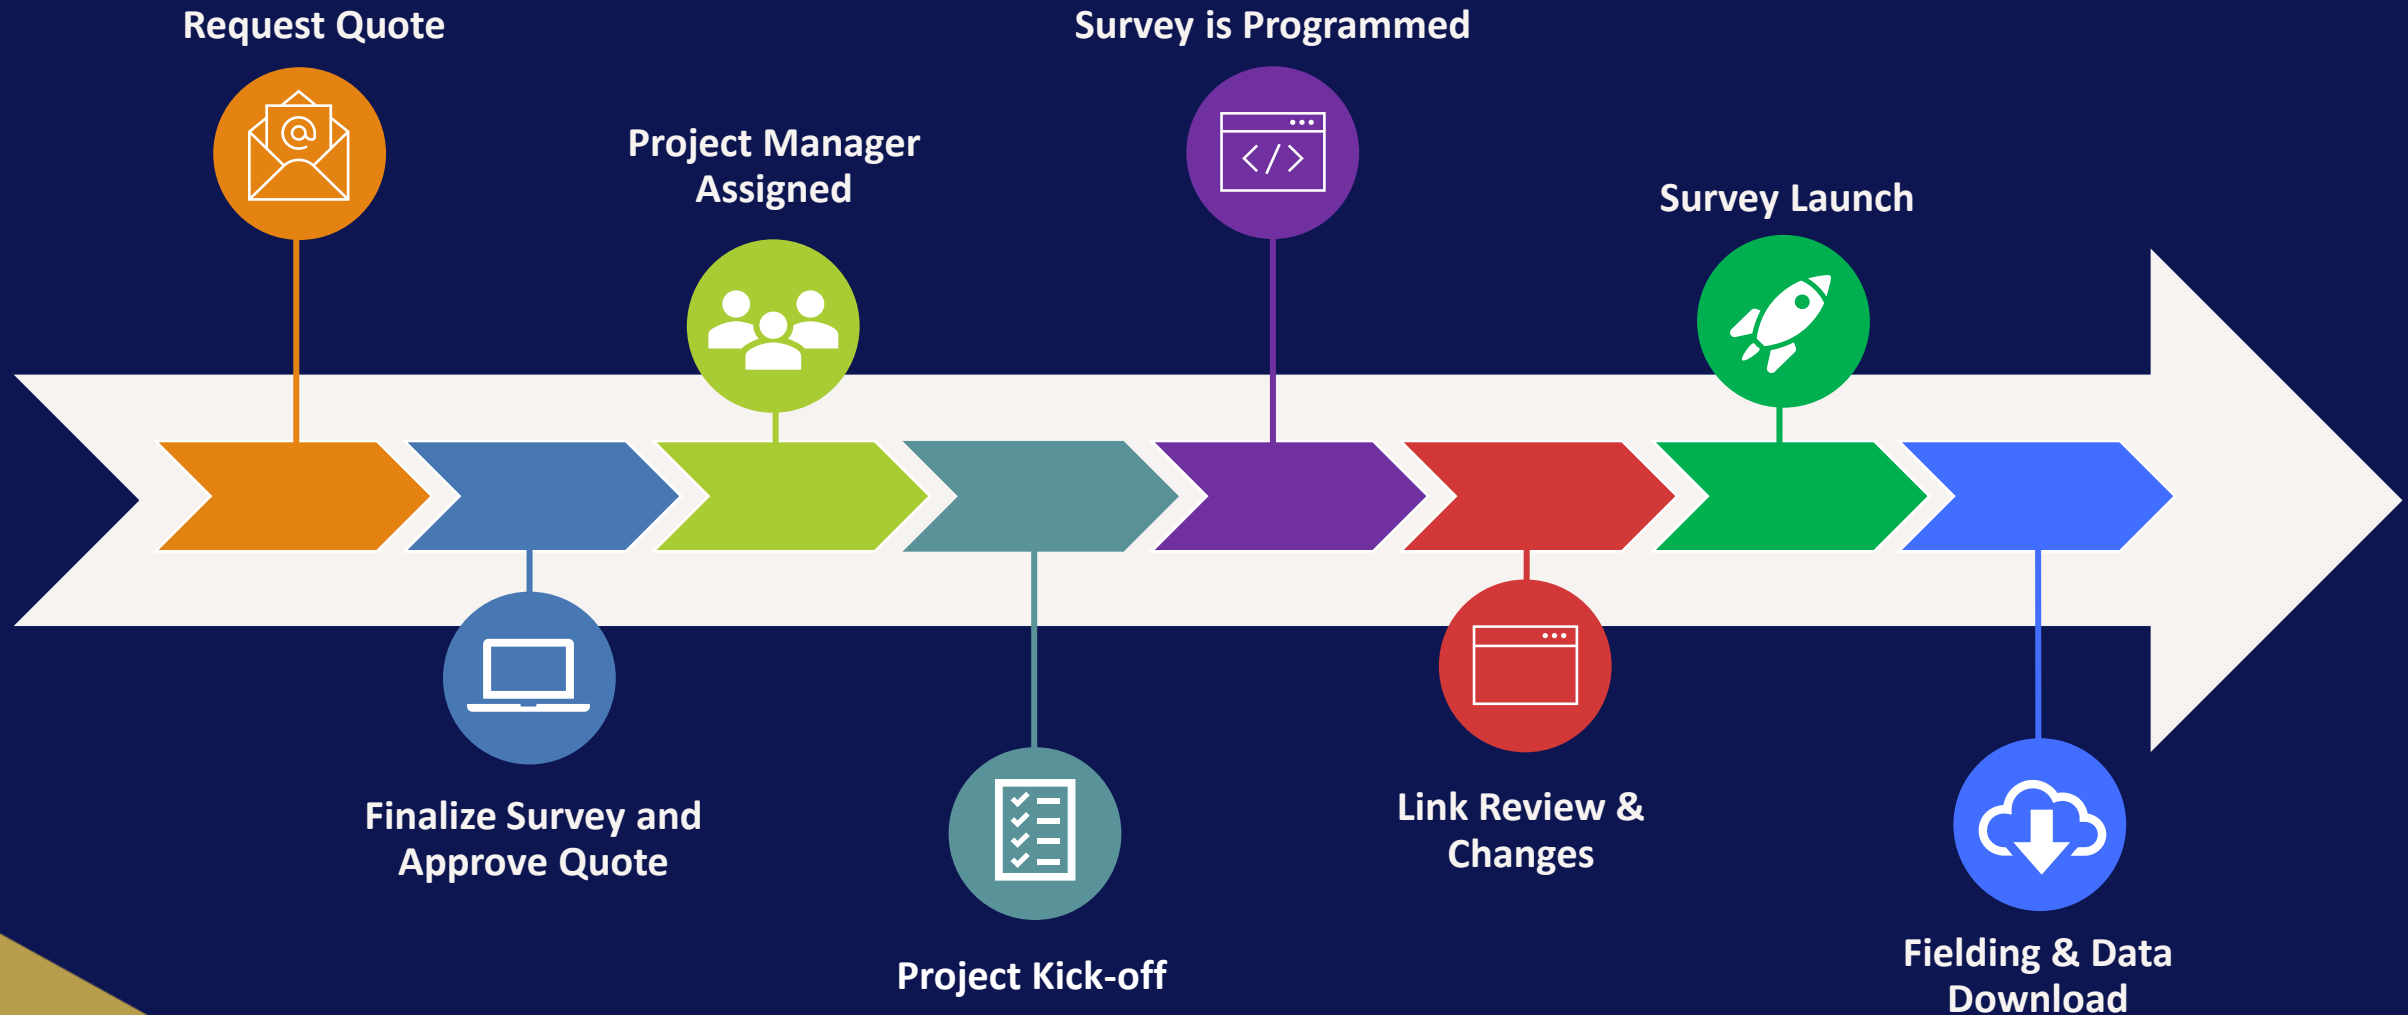 Request Quote
Finalize Survey and
Approve Quote
Project Manager
Assigned
Project Kick-off
Survey is Programmed
Link Review &
Changes
Survey Launch
Fielding & Data
Download